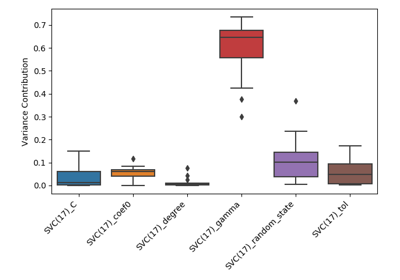 Variance Contribution
0.7
0.6
0.5
0.4
0.3
0.2
0.1
0.0
SVC(17)_C
SVC(17)_coef0
SVC(17)_degree
SVC(17)_gamma
SVC(17)_random_state
SVC(17)_tol